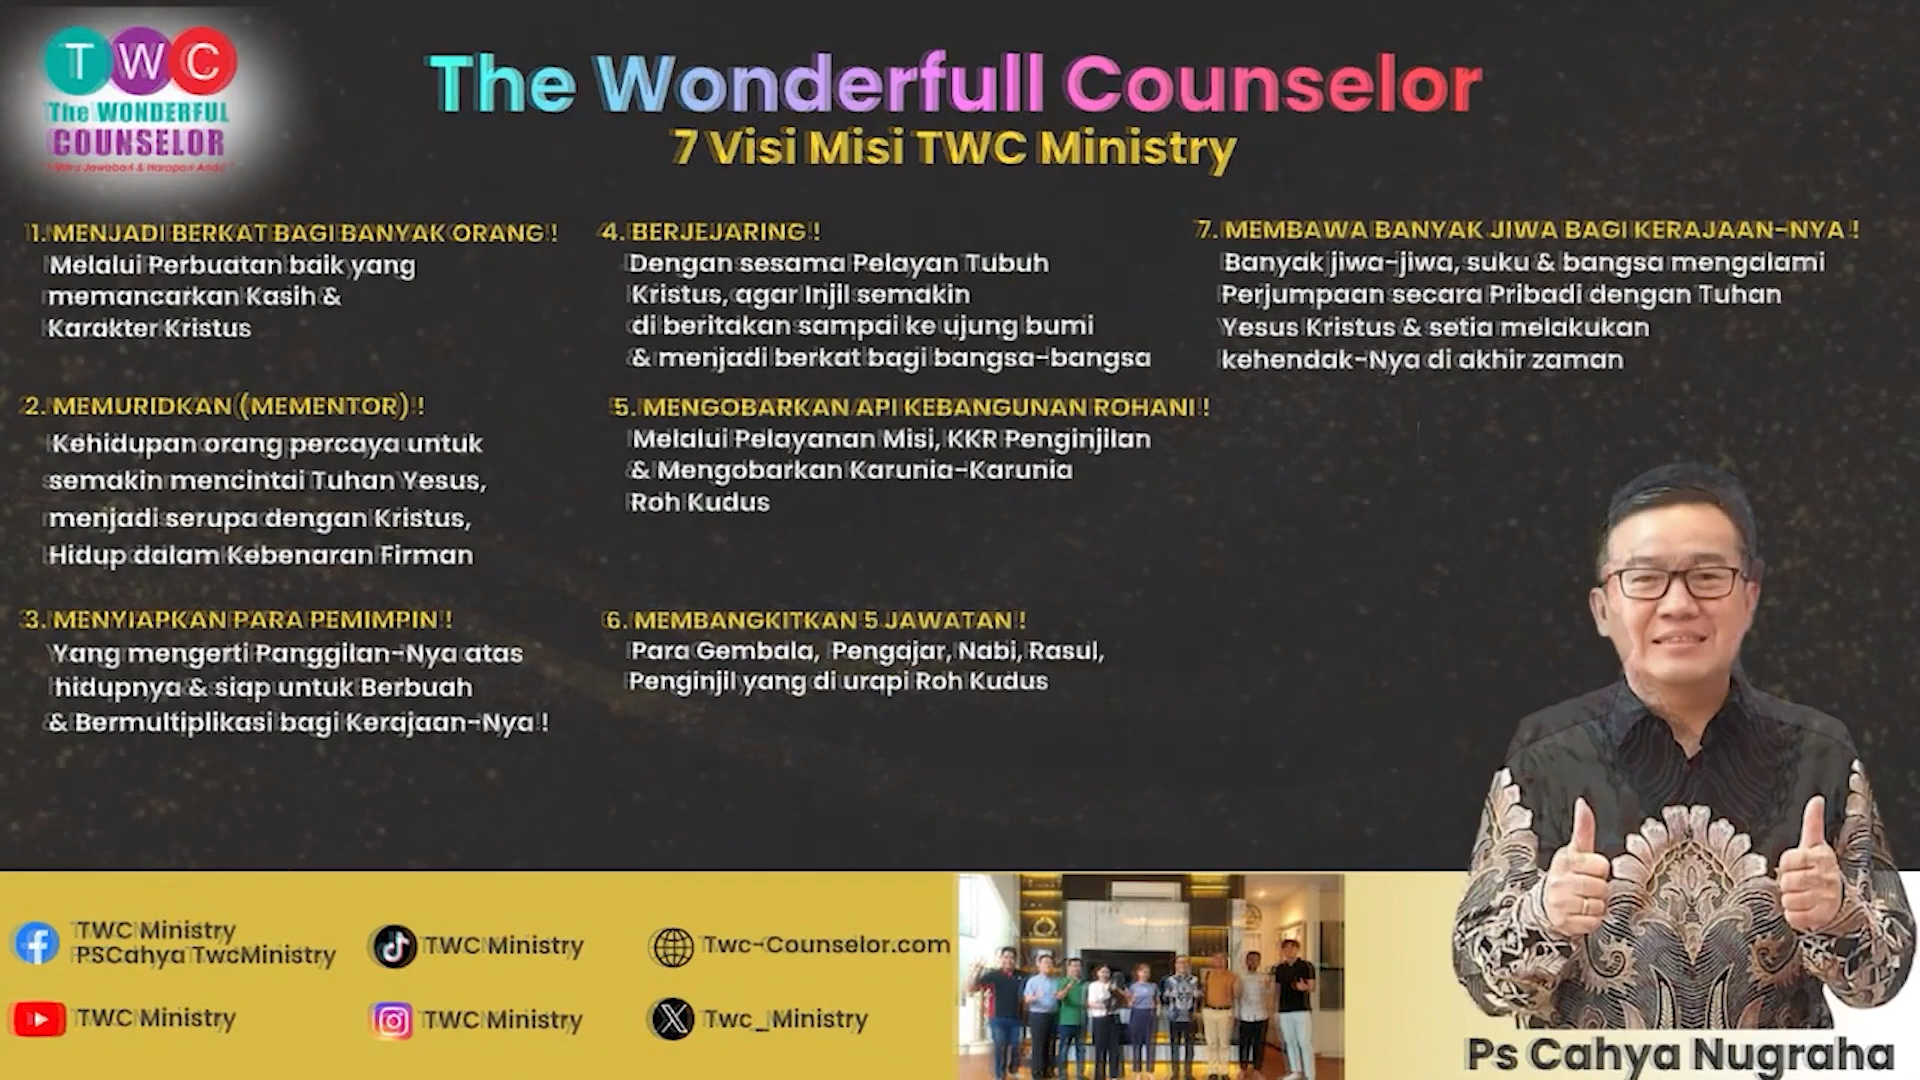 TWC
The WONDERFUL
COUNSELOR
The Wonderfull Counselor
7 Visi Misi TWC Ministry
1. MENJADI BERKAT BAGI BANYAK ORANG !
Melalui Perbuatan baik yang
memancarkan Kasih &
Karakter Kristus
2. MEMURIDKAN (MEMENTOR) !
Kehidupan orang percaya untuk
semakin mencintai Tuhan Yesus,
menjadi serupa dengan Kristus,
Hidup dalam Kebenaran Firman
3. MENYIAPKAN PARA PEMIMPIN !
Yang mengerti Panggilan-Nya atas
hidupnya & siap untuk Berbuah
& Bermultiplikasi bagi Kerajaan-Nya !
4. BERJEJARING !
Dengan sesama Pelayan Tubuh
Kristus, agar Injil semakin
di beritakan sampai ke ujung bumi
& menjadi berkat bagi bangsa-bangsa
5. MENGOBARKAN API KEBANGUNAN ROHANI !
Melalui Pelayanan Misi, KKR Penginjilan
& Mengobarkan Karunia-Karunia
Roh Kudus
6. MEMBANGKITKAN 5 JAWATAN !
Para Gembala, Pengajar, Nabi, Rasul,
Penginjil yang di urapi Roh Kudus
7. MEMBAWA BANYAK JIWA BAGI KERAJAAN-NYA !
Banyak jiwa-jiwa, suku & bangsa mengalami
Perjumpaan secara Pribadi dengan Tuhan
Yesus Kristus & setia melakukan
kehendak-Nya di akhir zaman
TWC Ministry
PSCahya TwcMinistry
TWC Ministry
Twc-Counselor.com
TWC Ministry
TWC Ministry
Twc_Ministry
Ps Cahya Nugraha